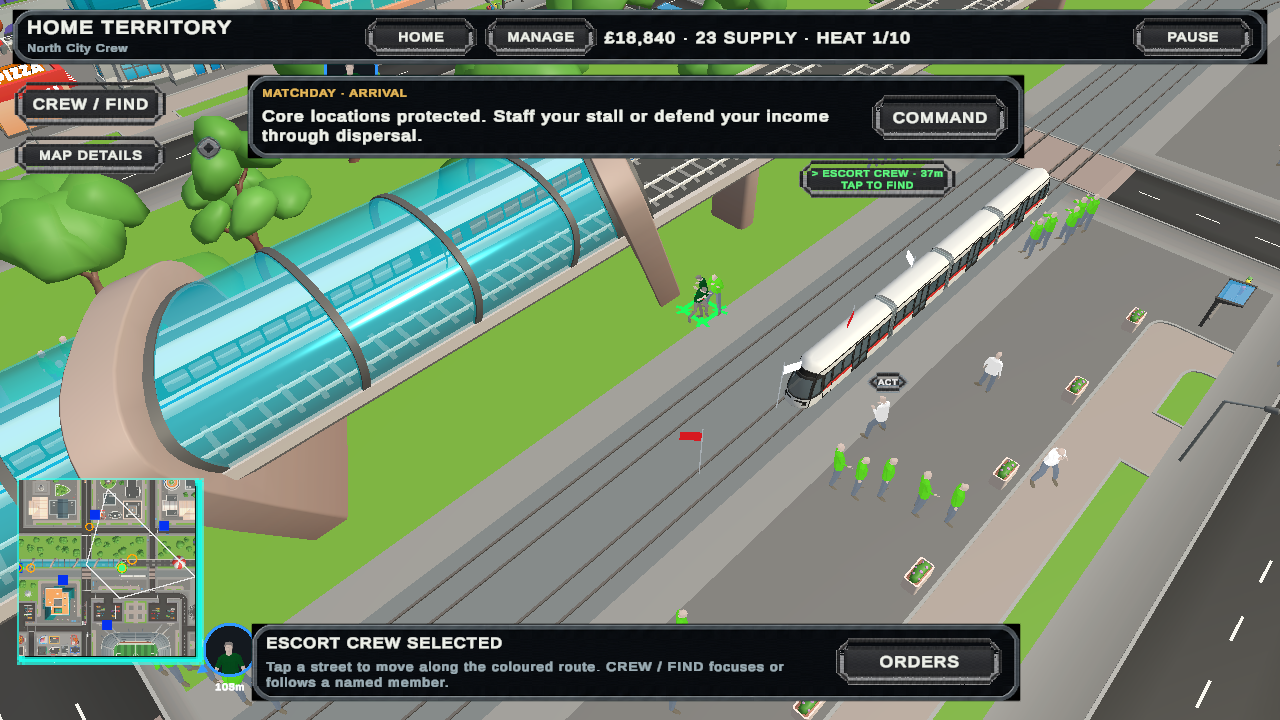 HOME TERRITORY
North City Crew
HOME
MANAGE
£18,840 · 23 SUPPLY · HEAT 1/10
PAUSE
PIZZA
CREW / FIND
MAP DETAILS
MATCHDAY · ARRIVAL
Core locations protected. Staff your stall or defend your income
through dispersal.
COMMAND
> ESCORT CREW · 37m
TAP TO FIND
ACT
105m
ESCORT CREW SELECTED
Tap a street to move along the coloured route. CREW / FIND focuses or
follows a named member.
ORDERS